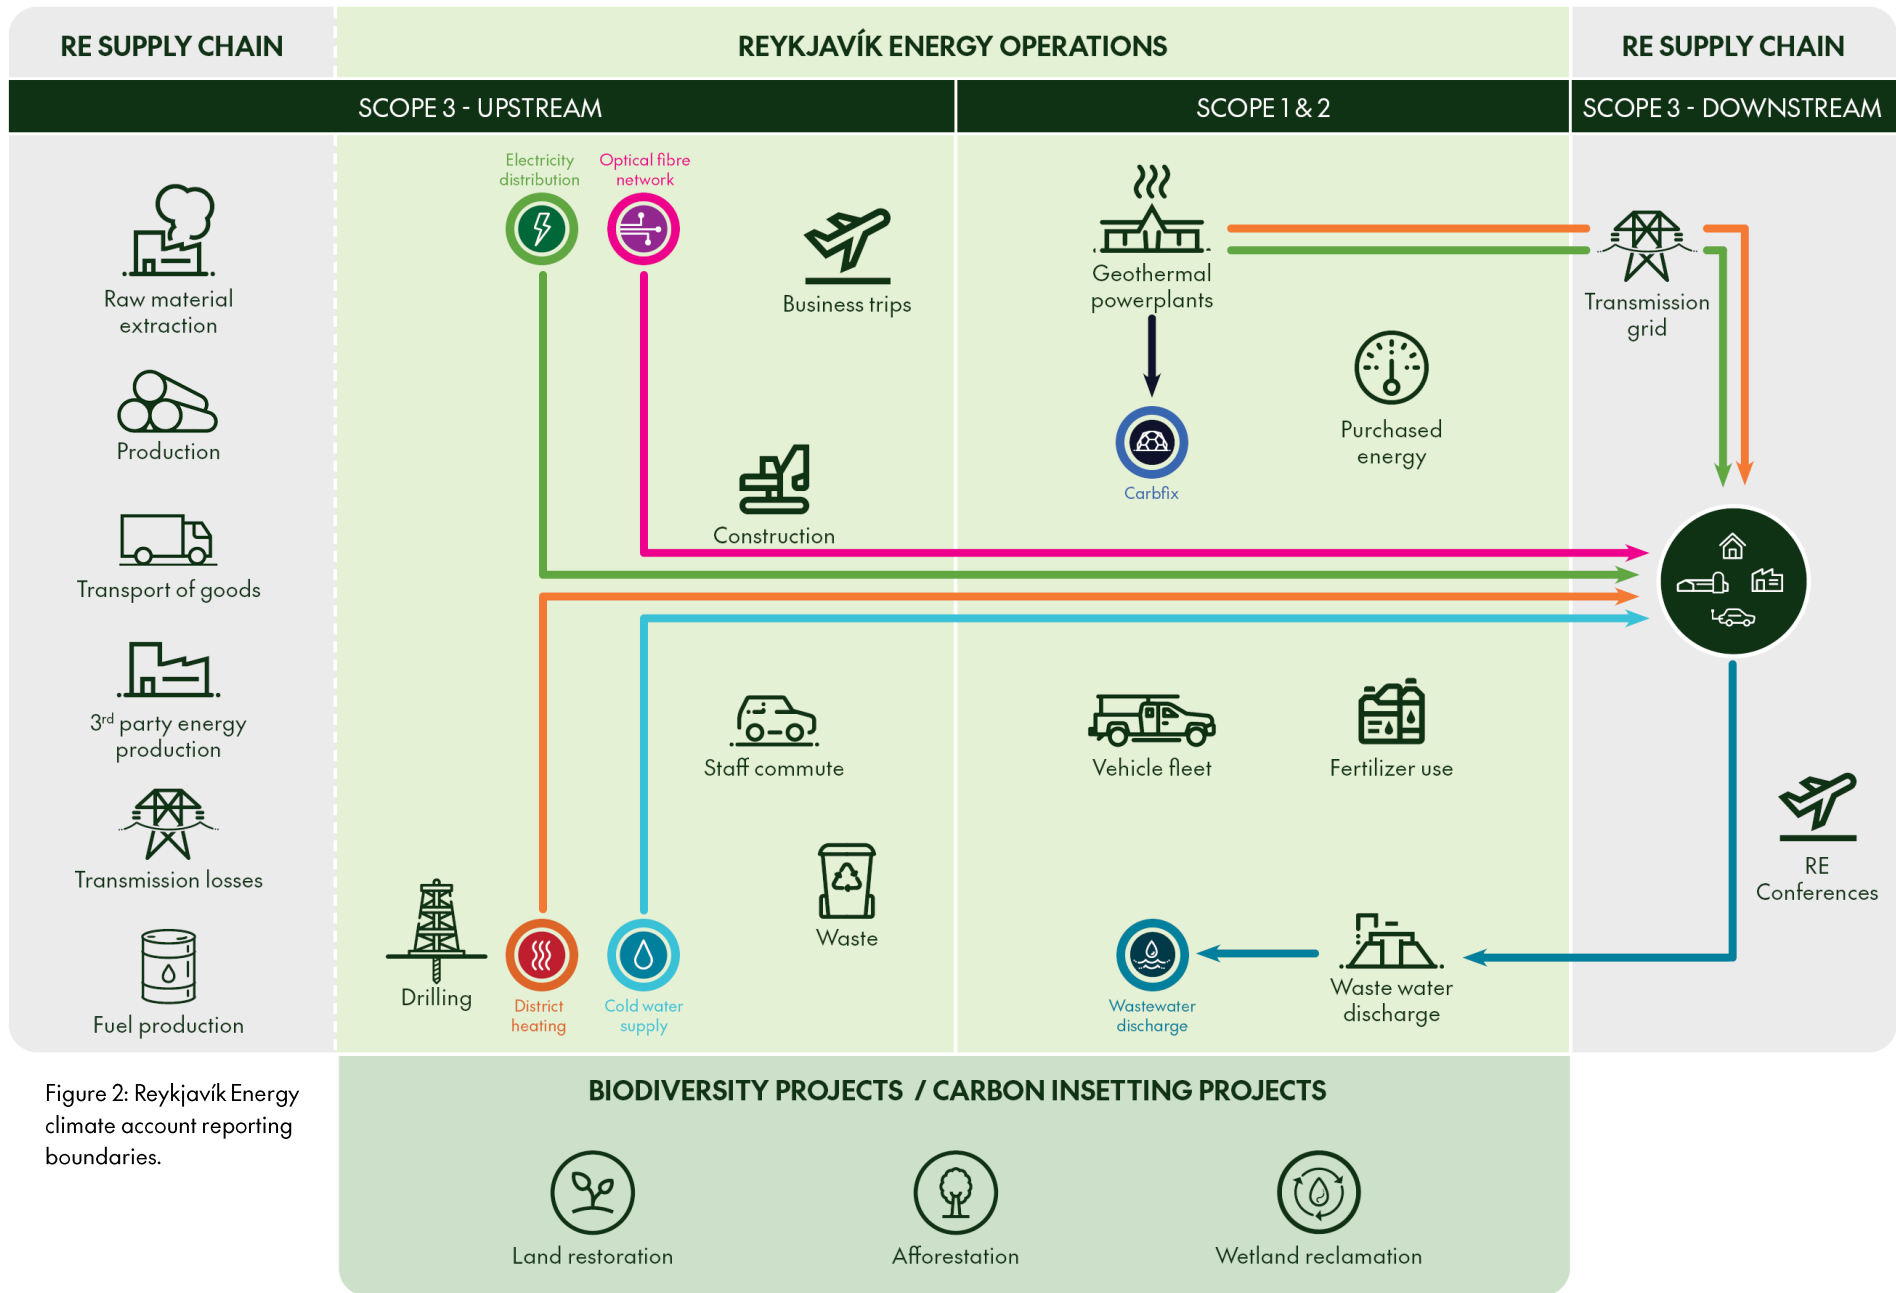 RE SUPPLY CHAIN
REYKJAVÍK ENERGY OPERATIONS
RE SUPPLY CHAIN
SCOPE 3 - UPSTREAM
SCOPE 1 & 2
SCOPE 3 - DOWNSTREAM
Raw material
extraction
Production
Transport of goods
3rd party energy
production
Transmission losses
Fuel production
Electricity
distribution
Optical fibre
network
Business trips
Construction
Staff commute
Waste
Drilling
District
heating
Cold water
supply
Geothermal
powerplants
Carbfix
Purchased
energy
Vehicle fleet
Fertilizer use
Wastewater
discharge
Waste water
discharge
Transmission
grid
RE
Conferences
Figure 2: Reykjavík Energy
climate account reporting
boundaries.
BIODIVERSITY PROJECTS / CARBON INSETTING PROJECTS
Land restoration
Afforestation
Wetland reclamation